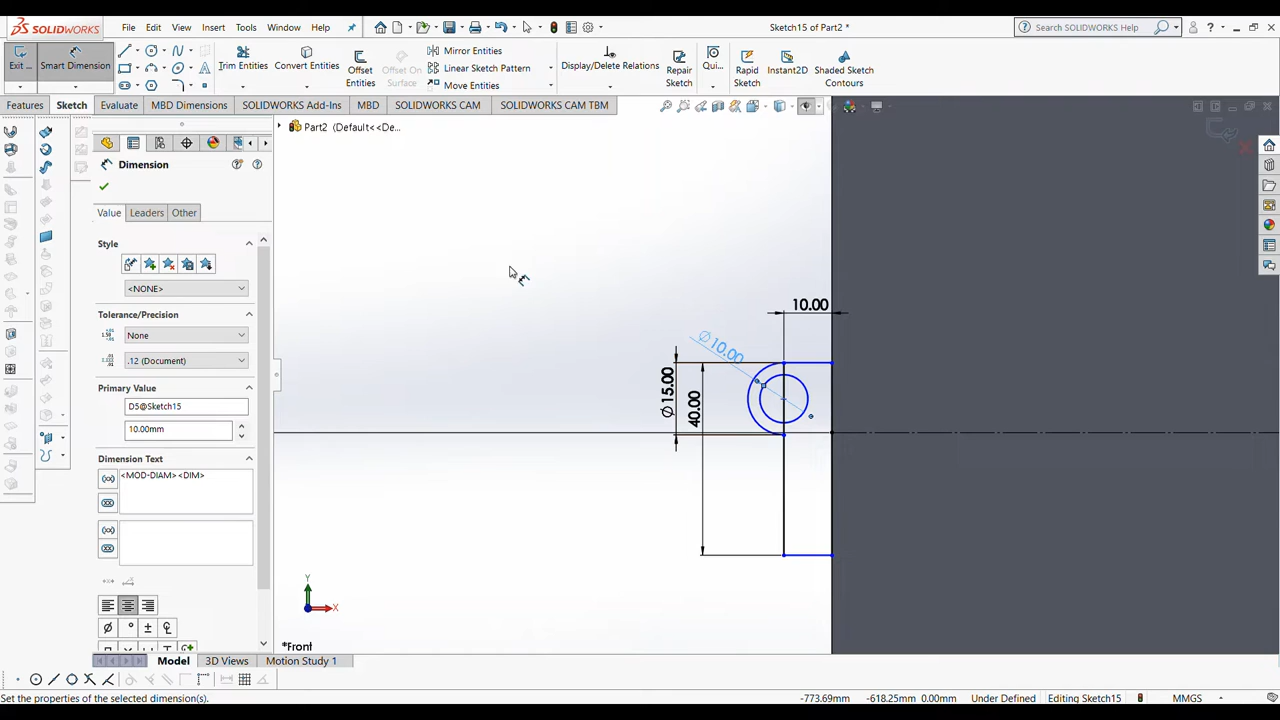 SOLIDWORKS
File
Edit
View
Insert
Tools
Window
Help
Sketch15 of Part2 *
Search SOLIDWORKS Help
?
Exit ...
Smart Dimension
Trim Entities
Convert Entities
Offset Entities
Offset On Surface
Mirror Entities
Linear Sketch Pattern
Move Entities
Display/Delete Relations
Repair Sketch
Qui...
Rapid Sketch
Instant2D
Shaded Sketch Contours
Features
Sketch
Evaluate
MBD Dimensions
SOLIDWORKS Add-Ins
MBD
SOLIDWORKS CAM
SOLIDWORKS CAM TBM
Part2 (Default<<De...
Dimension
Value
Leaders
Other
Style
<NONE>
Tolerance/Precision
None
.12 (Document)
Primary Value
D5@Sketch15
10.00mm
Dimension Text
<MOD-DIAM><DIM>
10.00
∅10.00
∅15.00
40.00
Y
X
*Front
Model
3D Views
Motion Study 1
Set the properties of the selected dimension(s).
-773.69mm
-618.25mm
0.00mm
Under Defined
Editing Sketch15
MMGS